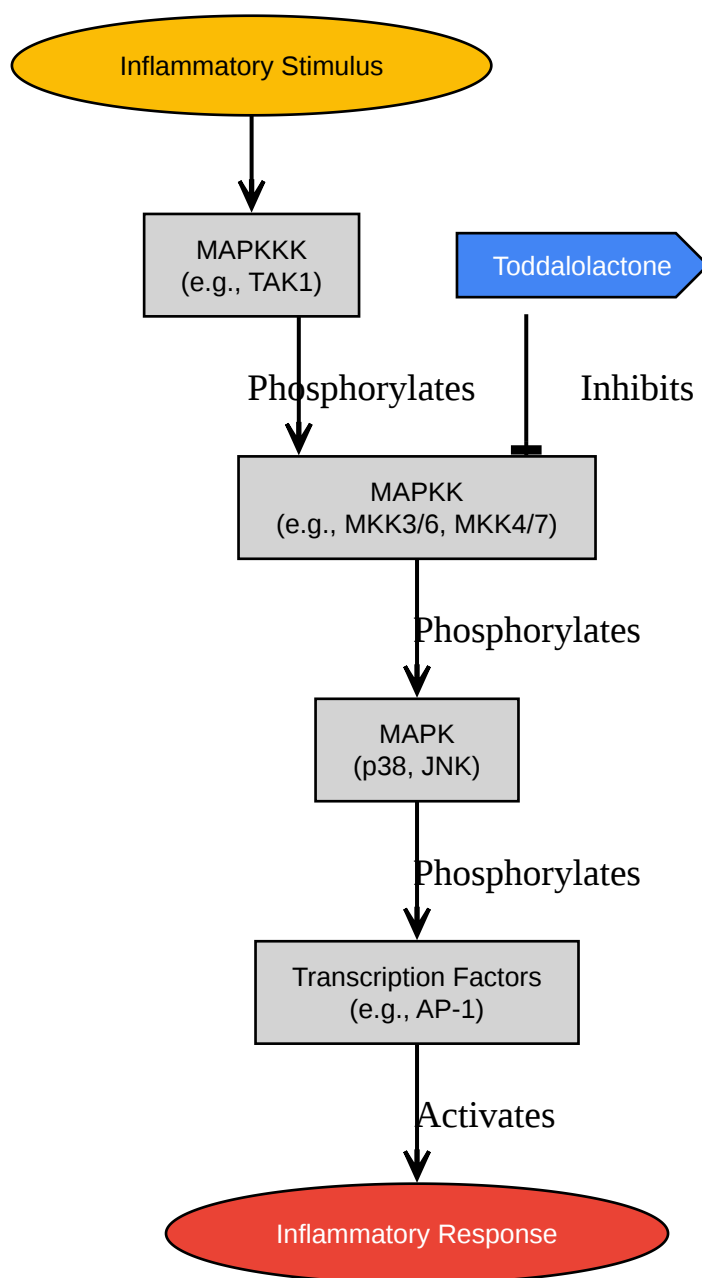 Inflammatory Stimulus
MAPKKK
(e.g., TAK1)
Toddalolactone
Phosphorylates
Inhibits
MAPKK
(e.g., MKK3/6, MKK4/7)
Phosphorylates
MAPK
(p38, JNK)
Phosphorylates
Transcription Factors
(e.g., AP-1)
Activates
Inflammatory Response